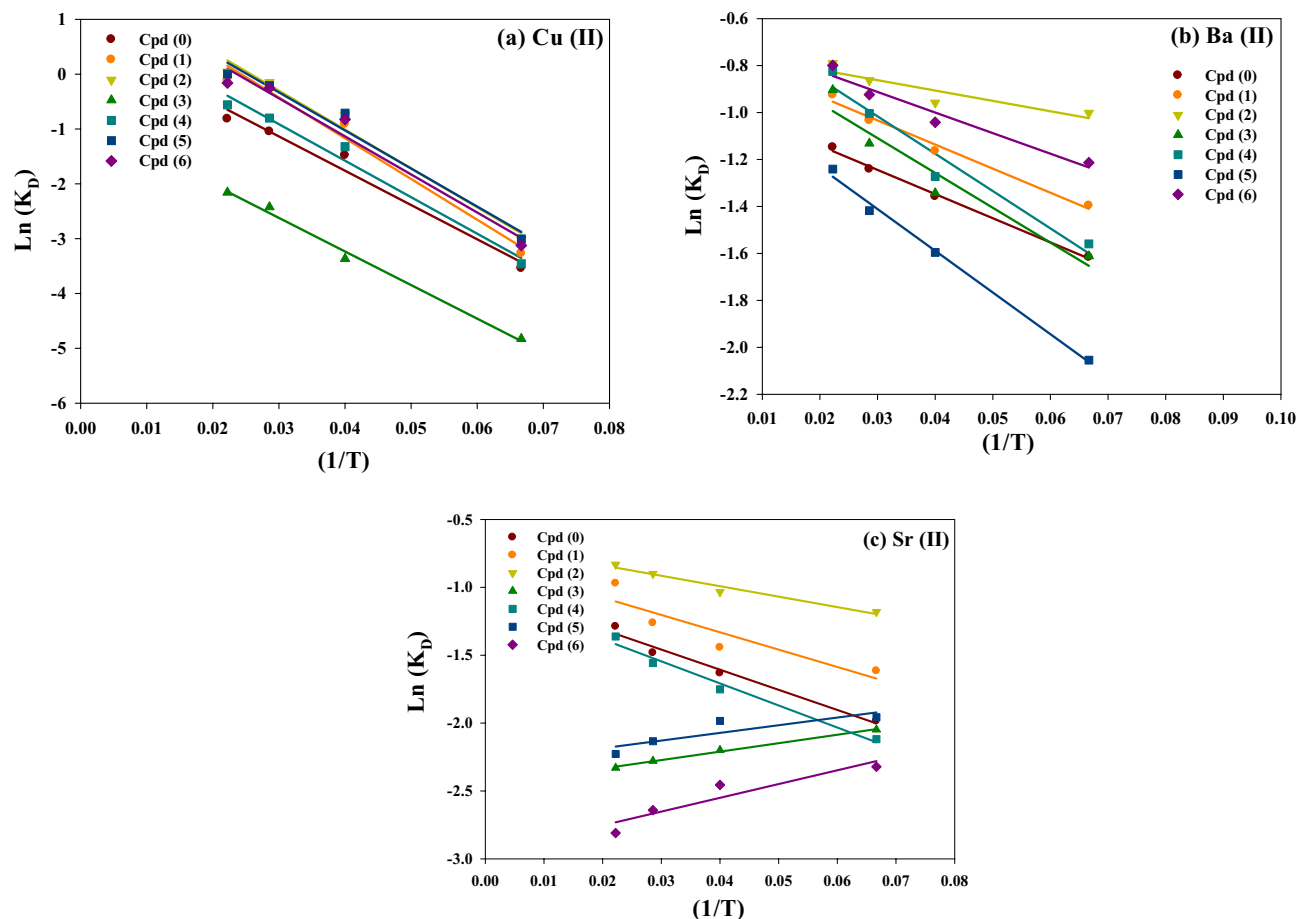 (a) Cu (II)
Cpd (0)
Cpd (1)
Cpd (2)
Cpd (3)
Cpd (4)
Cpd (5)
Cpd (6)
Ln (K_D)
1
0
-1
-2
-3
-4
-5
-6
0.00 0.01 0.02 0.03 0.04 0.05 0.06 0.07 0.08
(1/T)
(b) Ba (II)
Cpd (0)
Cpd (1)
Cpd (2)
Cpd (3)
Cpd (4)
Cpd (5)
Cpd (6)
Ln (K_D)
-0.6
-0.8
-1.0
-1.2
-1.4
-1.6
-1.8
-2.0
-2.2
0.01 0.02 0.03 0.04 0.05 0.06 0.07 0.08 0.09 0.10
(1/T)
(c) Sr (II)
Cpd (0)
Cpd (1)
Cpd (2)
Cpd (3)
Cpd (4)
Cpd (5)
Cpd (6)
Ln (K_D)
-0.5
-1.0
-1.5
-2.0
-2.5
-3.0
0.00 0.01 0.02 0.03 0.04 0.05 0.06 0.07 0.08
(1/T)